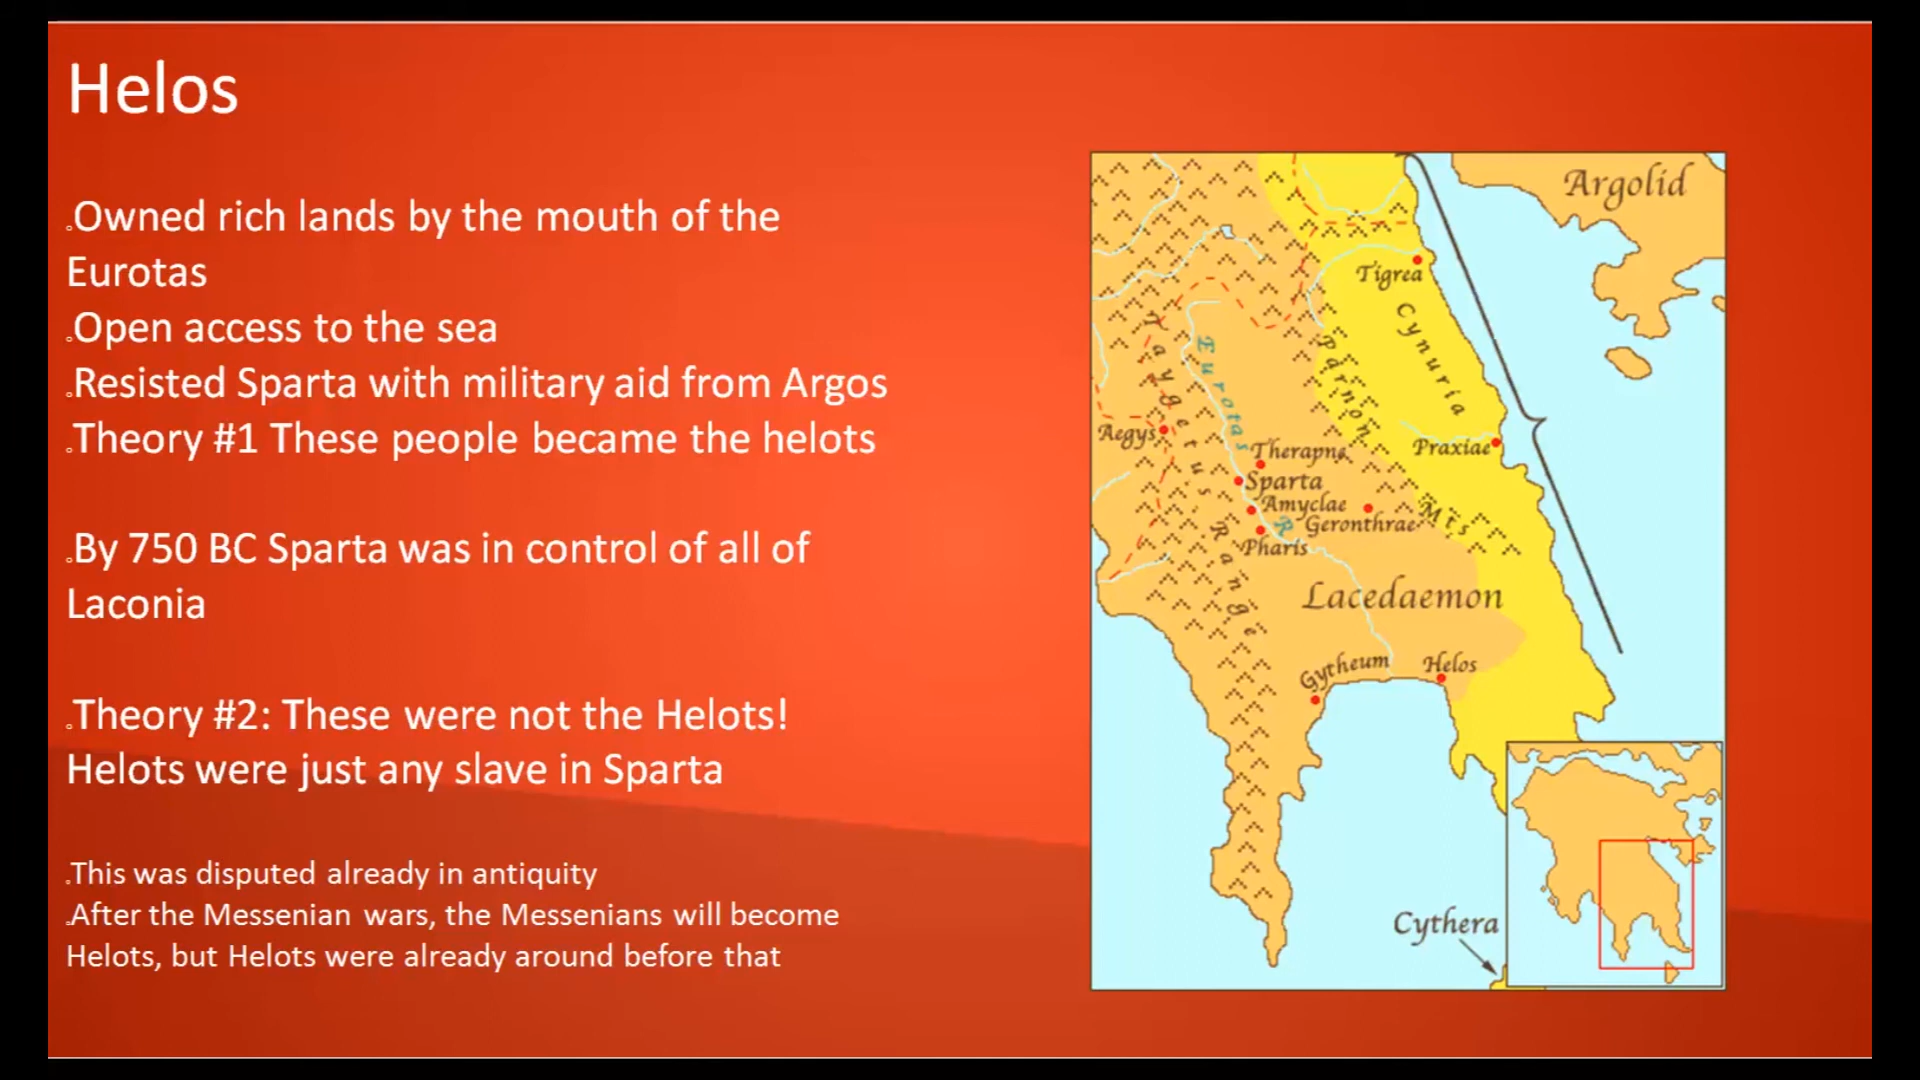 Helos
.Owned rich lands by the mouth of the
Eurotas
.Open access to the sea
.Resisted Sparta with military aid from Argos
.Theory #1 These people became the helots
.By 750 BC Sparta was in control of all of
Laconia
.Theory #2: These were not the Helots!
Helots were just any slave in Sparta
.This was disputed already in antiquity
.After the Messenian wars, the Messenians will become
Helots, but Helots were already around before that
Argolid
Tigrea
Cynuria
Parnon
Mts
Taygetus Range
Eurotas R
Aegys
Praxiae
Therapne
Sparta
Amyclae
Geronthrae
Pharis
Lacedaemon
Gytheum
Helos
Cythera